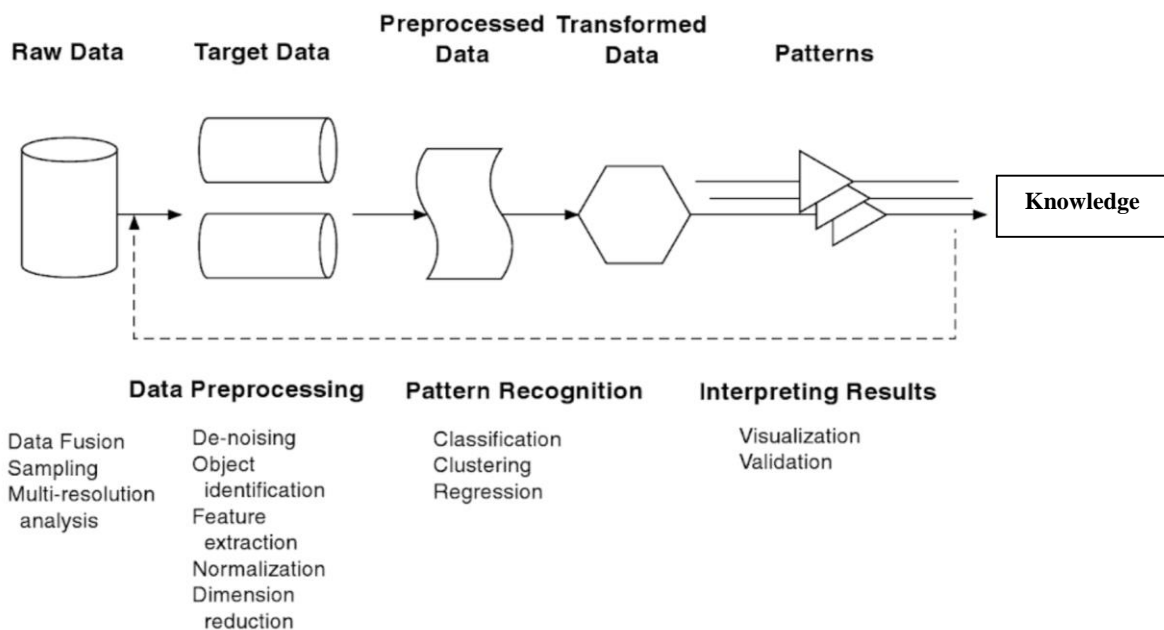 Raw Data
Target Data
Preprocessed
Data
Transformed
Data
Patterns
Knowledge
Data Preprocessing
Data Fusion
Sampling
Multi-resolution
analysis
De-noising
Object
identification
Feature
extraction
Normalization
Dimension
reduction
Pattern Recognition
Classification
Clustering
Regression
Interpreting Results
Visualization
Validation